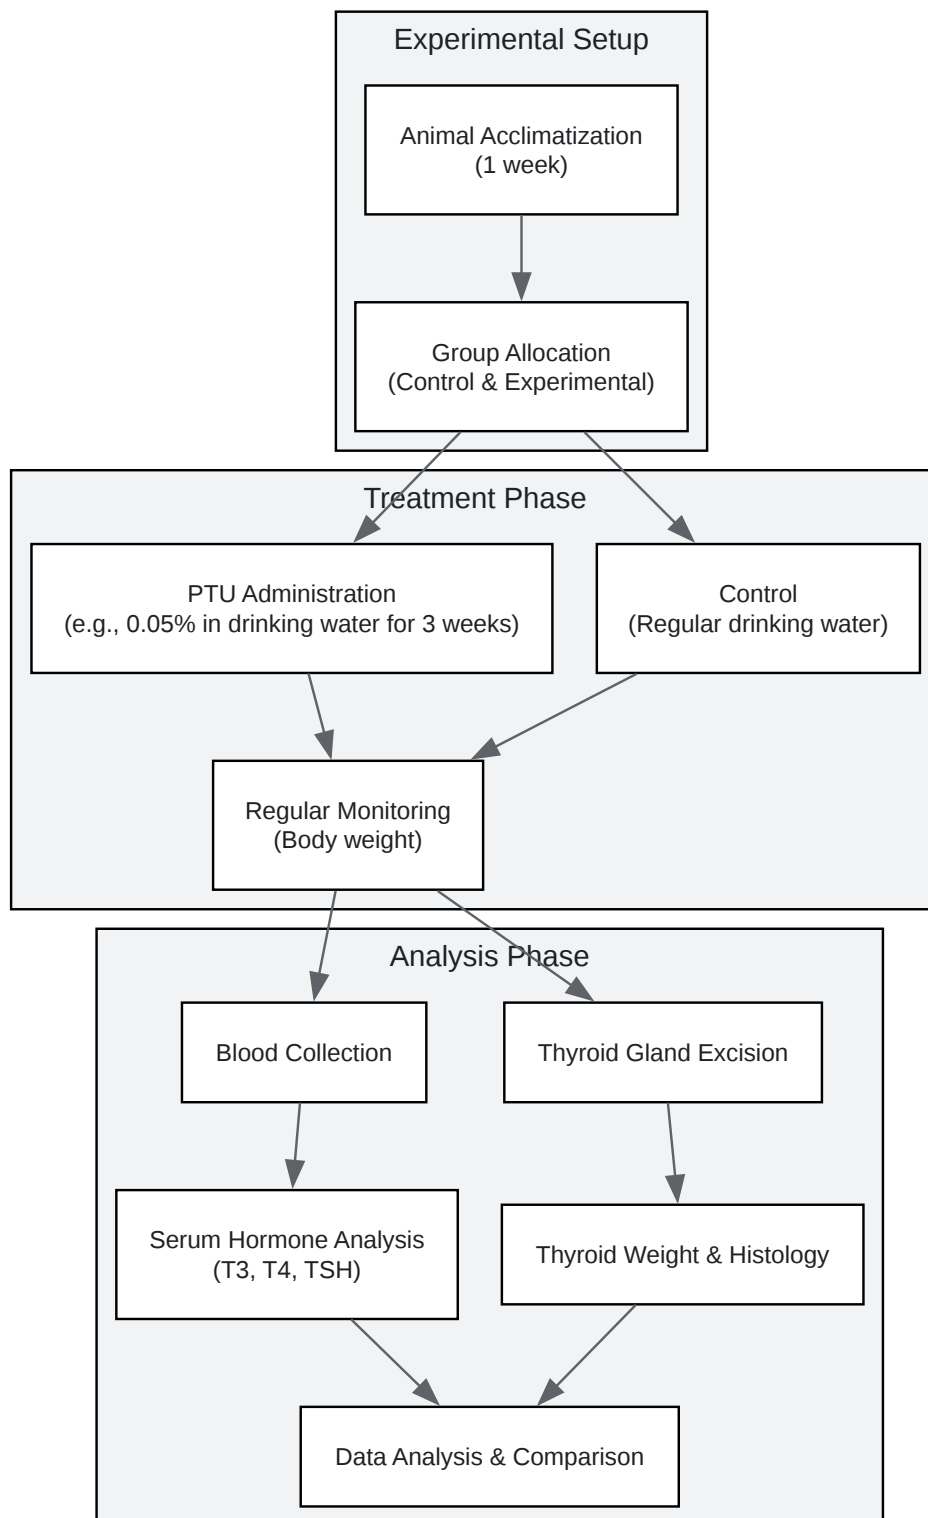 Experimental Setup
Animal Acclimatization
(1 week)
Group Allocation
(Control & Experimental)
Treatment Phase
PTU Administration
(e.g., 0.05% in drinking water for 3 weeks)
Control
(Regular drinking water)
Regular Monitoring
(Body weight)
Analysis Phase
Blood Collection
Thyroid Gland Excision
Serum Hormone Analysis
(T3, T4, TSH)
Thyroid Weight & Histology
Data Analysis & Comparison